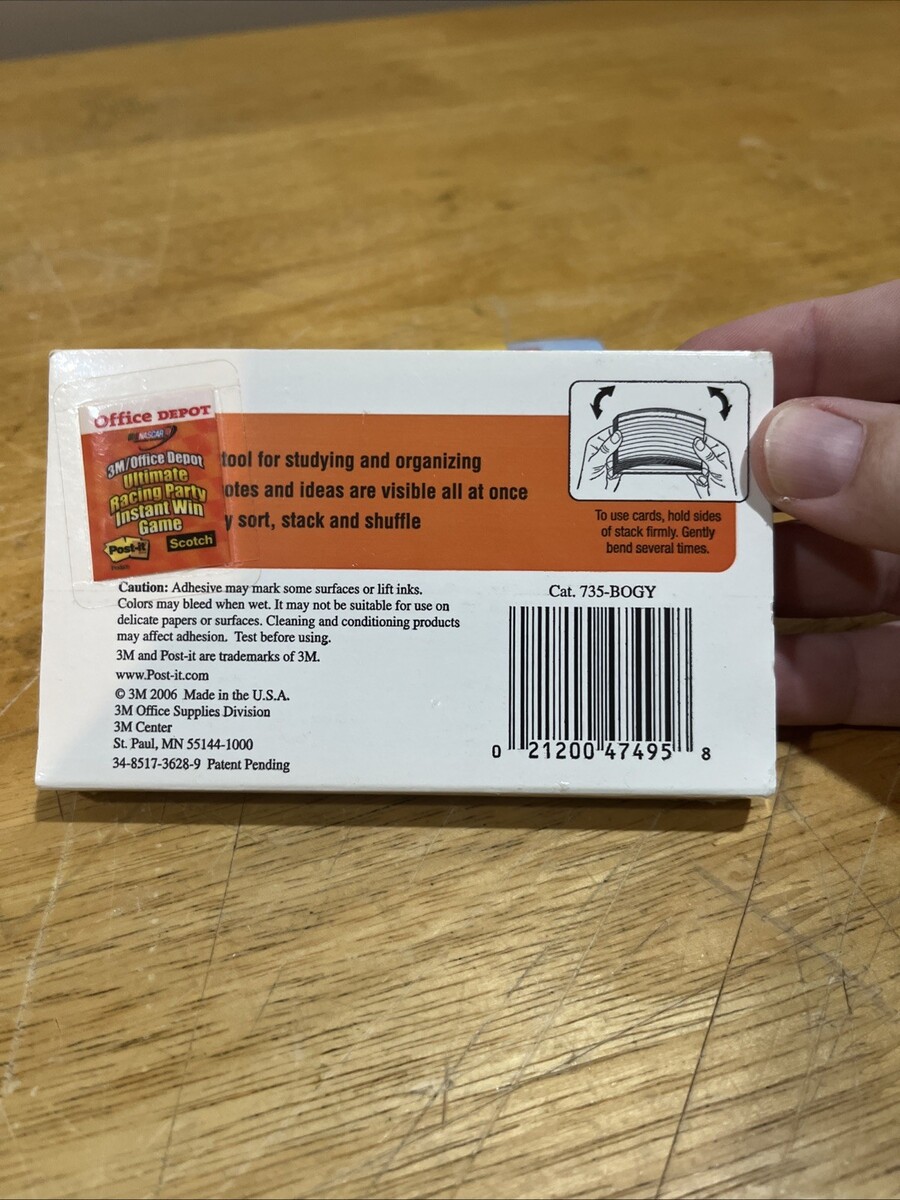 Office DEPOT
NASCAR
3M/Office Depot
Ultimate
Racing Party
Instant Win
Game
Post-it
Scotch
tool for studying and organizing
otes and ideas are visible all at once
y sort, stack and shuffle
To use cards, hold sides
of stack firmly. Gently
bend several times.
Caution: Adhesive may mark some surfaces or lift inks.
Colors may bleed when wet. It may not be suitable for use on
delicate papers or surfaces. Cleaning and conditioning products
may affect adhesion. Test before using.
3M and Post-it are trademarks of 3M.
www.Post-it.com
© 3M 2006 Made in the U.S.A.
3M Office Supplies Division
3M Center
St. Paul, MN 55144-1000
34-8517-3628-9 Patent Pending
Cat. 735-BOGY
0 21200 47495 8